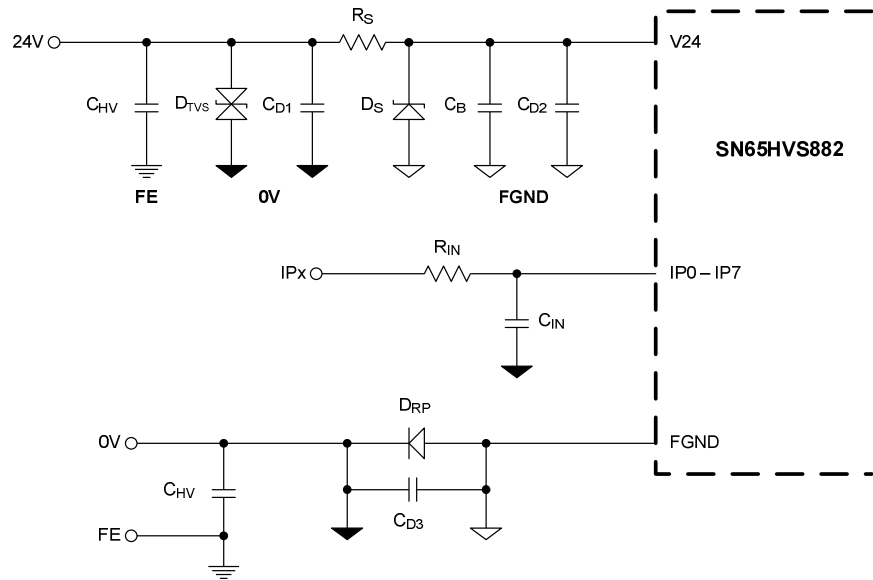 R_S
24V
V24
C_HV
D_TVS
C_D1
D_S
C_B
C_D2
SN65HVS882
FE
0V
FGND
R_IN
IPx
IP0 – IP7
C_IN
D_RP
0V
FGND
C_HV
C_D3
FE